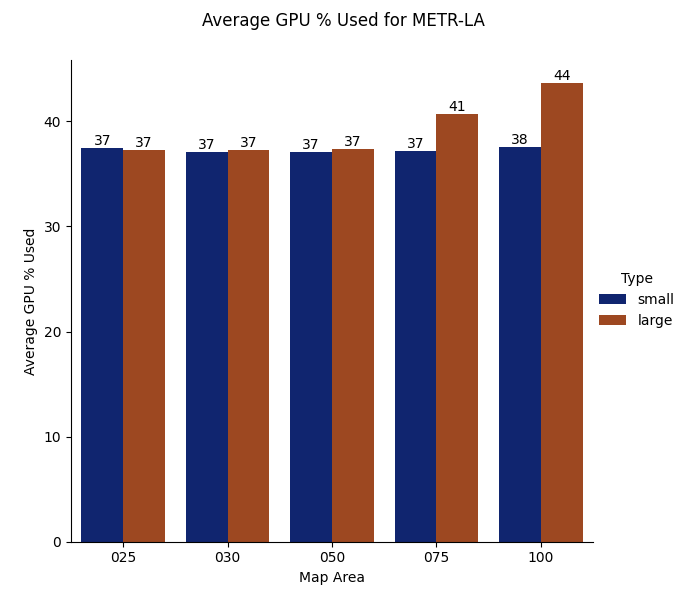 Average GPU % Used for METR-LA
Average GPU % Used
40
30
20
10
0
37 37 37 37 37 37 37 41 38 44
025 030 050 075 100
Map Area
Type
small
large